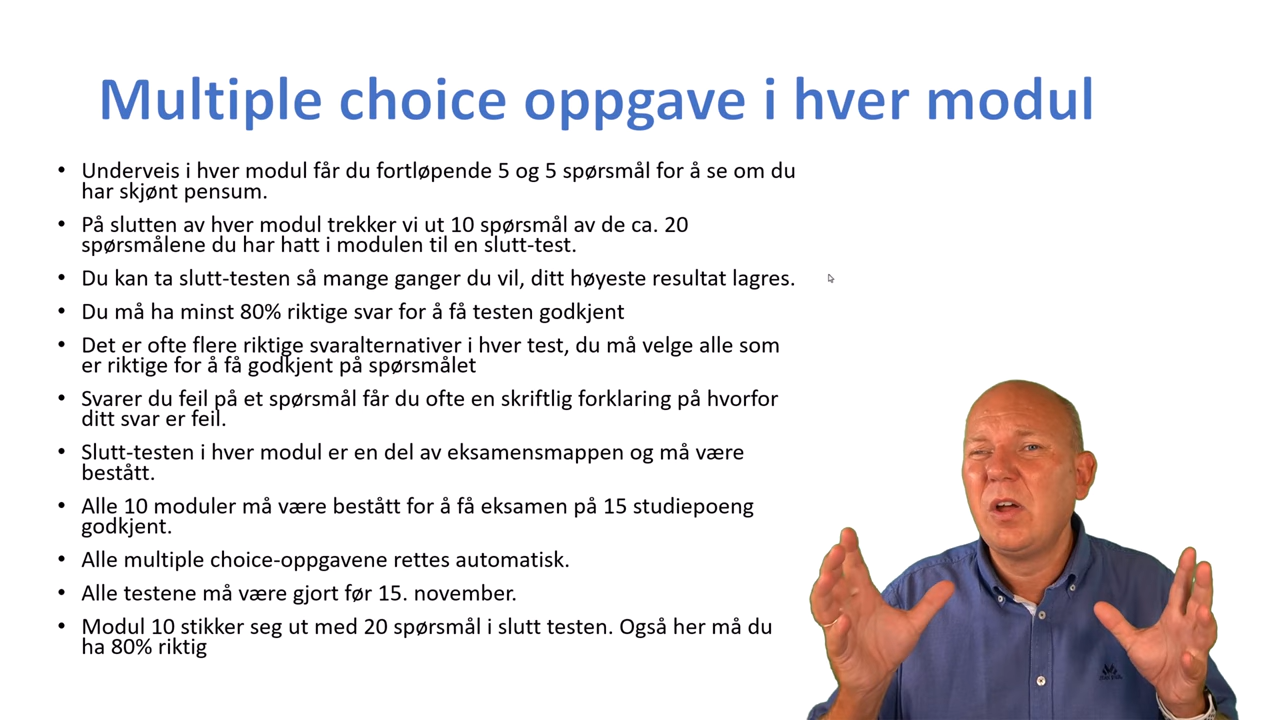 Multiple choice oppgave i hver modul
• Underveis i hver modul får du fortløpende 5 og 5 spørsmål for å se om du
har skjønt pensum.
• På slutten av hver modul trekker vi ut 10 spørsmål av de ca. 20
spørsmålene du har hatt i modulen til en slutt-test.
• Du kan ta slutt-testen så mange ganger du vil, ditt høyeste resultat lagres.
• Du må ha minst 80% riktige svar for å få testen godkjent
• Det er ofte flere riktige svaralternativer i hver test, du må velge alle som
er riktige for å få godkjent på spørsmålet
• Svarer du feil på et spørsmål får du ofte en skriftlig forklaring på hvorfor
ditt svar er feil.
• Slutt-testen i hver modul er en del av eksamensmappen og må være
bestått.
• Alle 10 moduler må være bestått for å få eksamen på 15 studiepoeng
godkjent.
• Alle multiple choice-oppgavene rettes automatisk.
• Alle testene må være gjort før 15. november.
• Modul 10 stikker seg ut med 20 spørsmål i slutt testen. Også her må du
ha 80% riktig